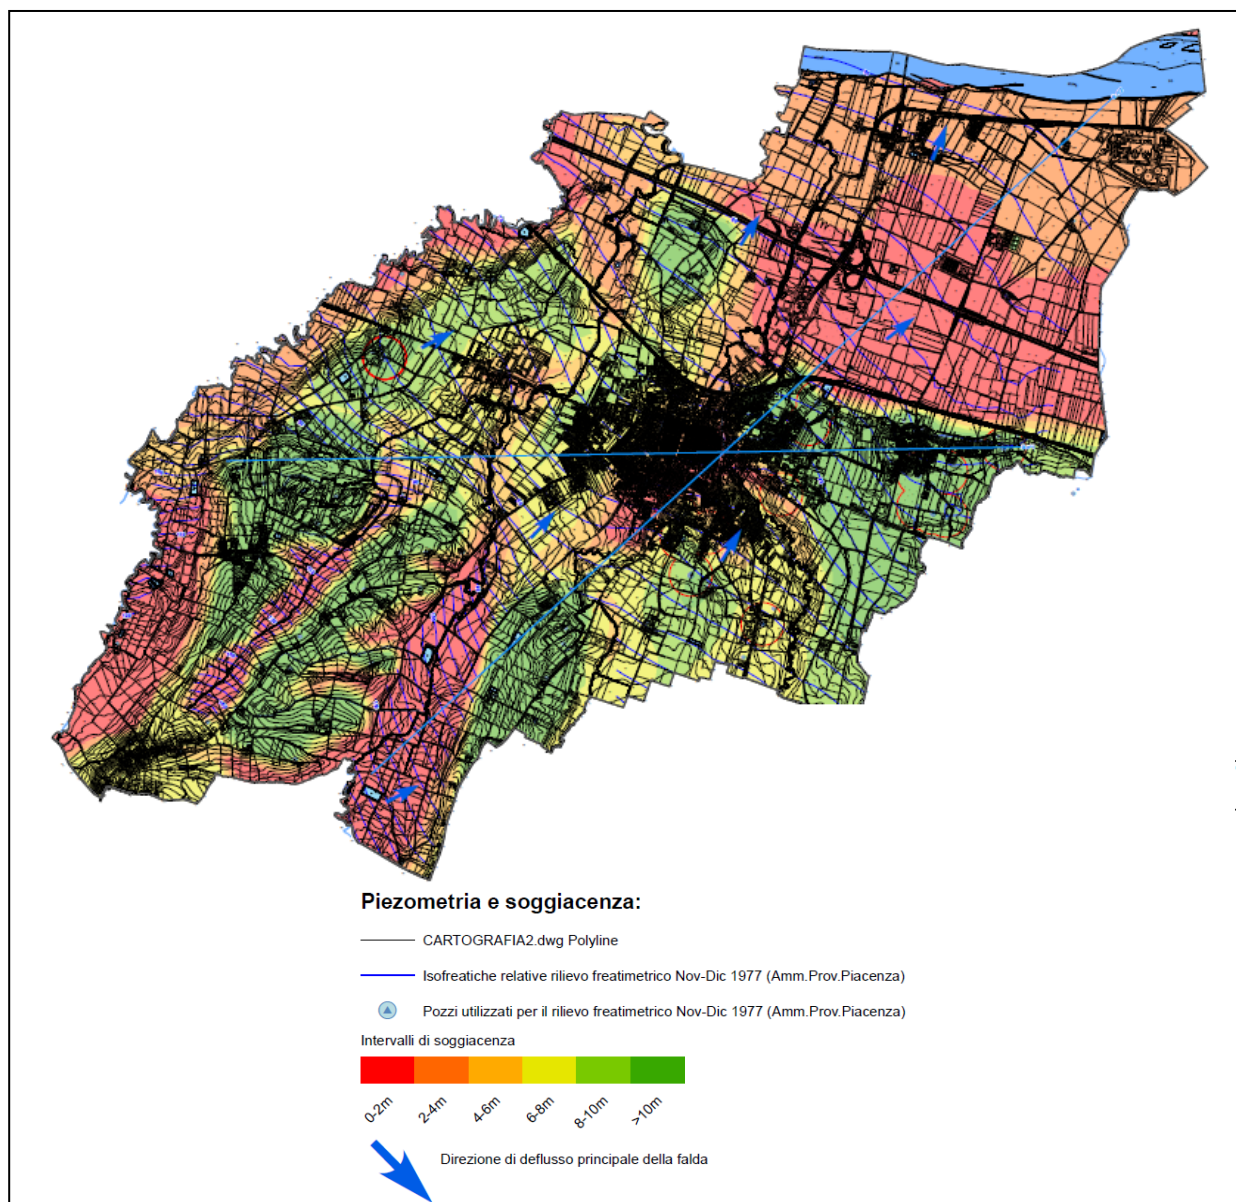 Piezometria e soggiacenza:
CARTOGRAFIA2.dwg Polyline
Isofreatiche relative rilievo freatimetrico Nov-Dic 1977 (Amm.Prov.Piacenza)
Pozzi utilizzati per il rilievo freatimetrico Nov-Dic 1977 (Amm.Prov.Piacenza)
Intervalli di soggiacenza
0-2m
2-4m
4-6m
6-8m
8-10m
>10m
Direzione di deflusso principale della falda